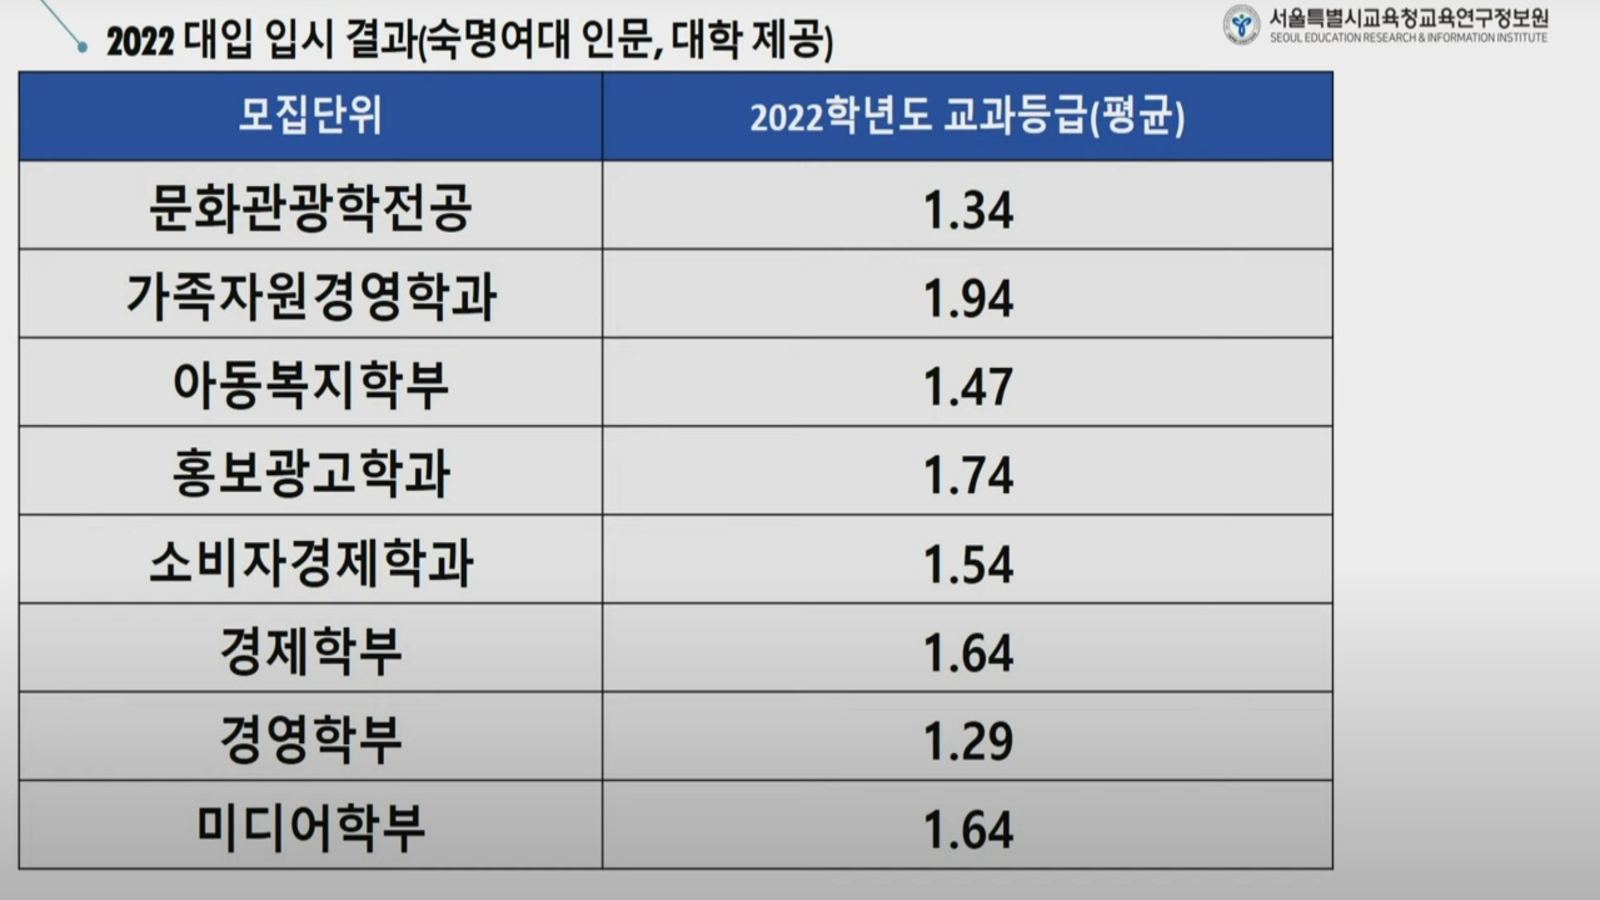 2022 대입 입시 결과(숙명여대 인문, 대학 제공)
서울특별시교육청교육연구정보원
SEOUL EDUCATION RESEARCH & INFORMATION INSTITUTE
모집단위 2022학년도 교과등급(평균)
문화관광학전공 1.34
가족자원경영학과 1.94
아동복지학부 1.47
홍보광고학과 1.74
소비자경제학과 1.54
경제학부 1.64
경영학부 1.29
미디어학부 1.64